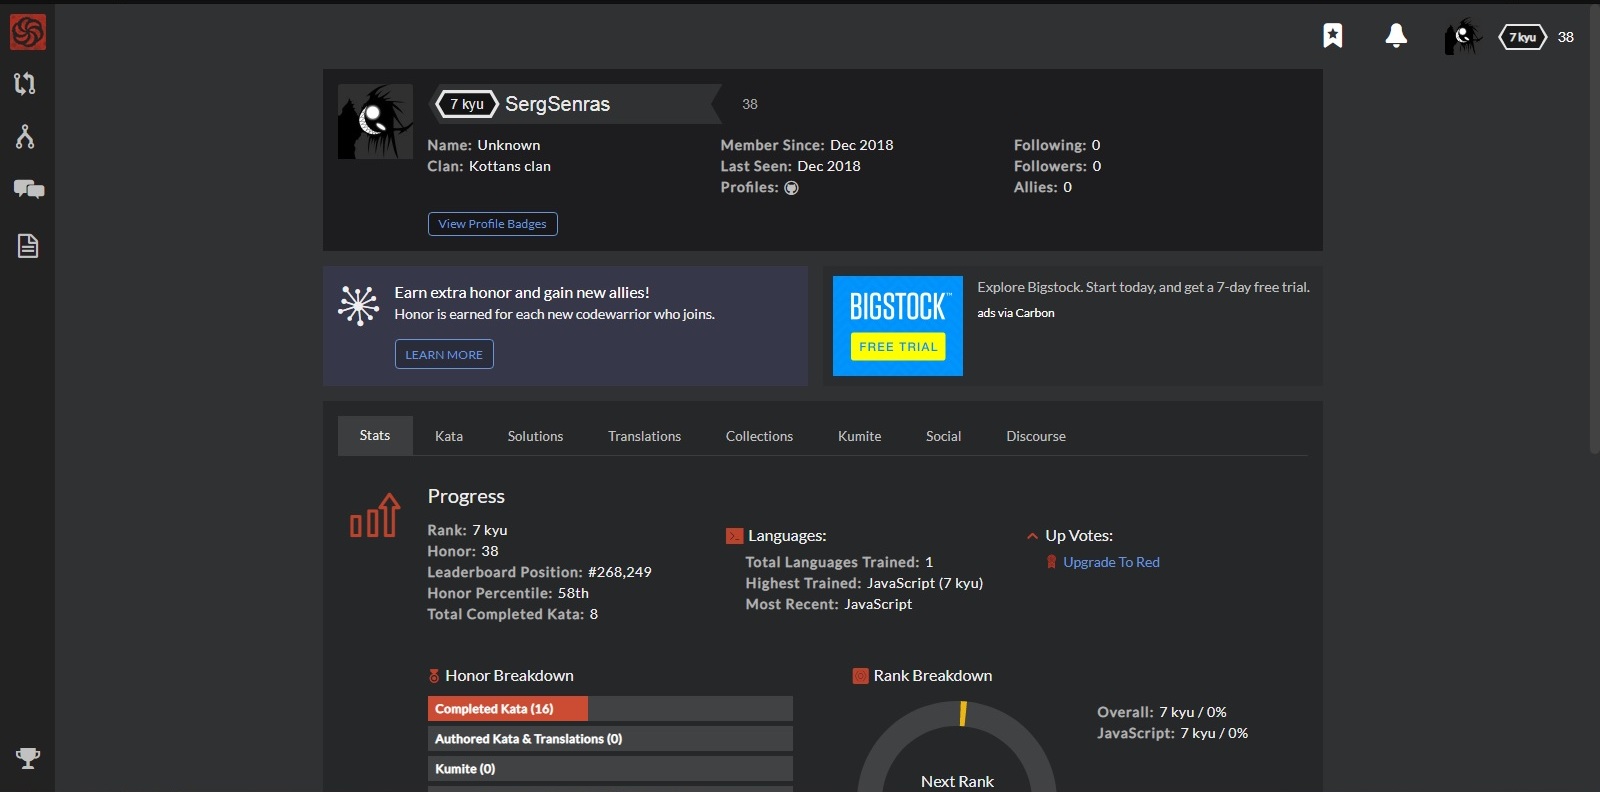 7 kyu 38
7 kyu SergSenras 38
Name: Unknown
Clan: Kottans clan
Member Since: Dec 2018
Last Seen: Dec 2018
Profiles:
Following: 0
Followers: 0
Allies: 0
View Profile Badges
Earn extra honor and gain new allies!
Honor is earned for each new codewarrior who joins.
LEARN MORE
BIGSTOCK™
FREE TRIAL
Explore Bigstock. Start today, and get a 7-day free trial.
ads via Carbon
Stats Kata Solutions Translations Collections Kumite Social Discourse
Progress
Rank: 7 kyu
Honor: 38
Leaderboard Position: #268,249
Honor Percentile: 58th
Total Completed Kata: 8
Languages:
Total Languages Trained: 1
Highest Trained: JavaScript (7 kyu)
Most Recent: JavaScript
Up Votes:
Upgrade To Red
Honor Breakdown
Completed Kata (16)
Authored Kata & Translations (0)
Kumite (0)
Rank Breakdown
Next Rank
Overall: 7 kyu / 0%
JavaScript: 7 kyu / 0%